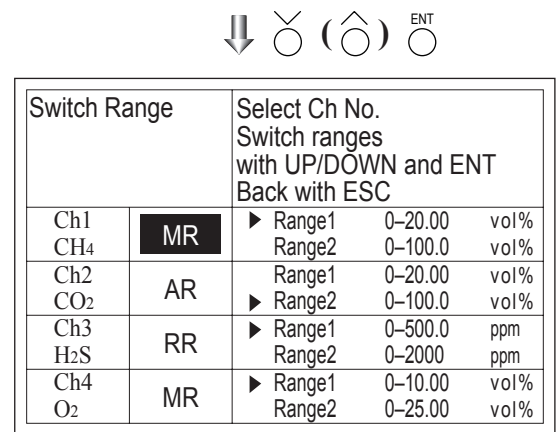 ( ) ENT
Switch Range Select Ch No.
Switch ranges
with UP/DOWN and ENT
Back with ESC
Ch1 MR ▶ Range1 0–20.00 vol%
CH4 Range2 0–100.0 vol%
Ch2 AR Range1 0–20.00 vol%
CO2 ▶ Range2 0–100.0 vol%
Ch3 RR ▶ Range1 0–500.0 ppm
H2S Range2 0–2000 ppm
Ch4 MR ▶ Range1 0–10.00 vol%
O2 Range2 0–25.00 vol%